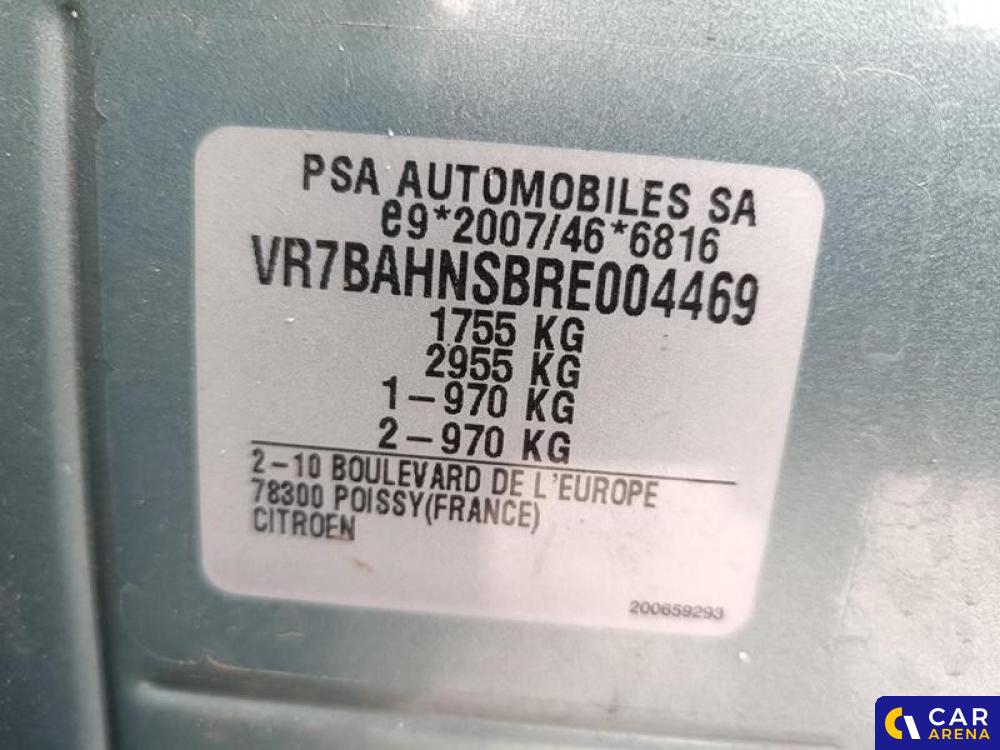 PSA AUTOMOBILES SA
e9*2007/46*6816
VR7BAHNSBRE004469
1755 KG
2955 KG
1-970 KG
2-970 KG
2-10 BOULEVARD DE L'EUROPE
78300 POISSY(FRANCE)
CITROEN
200659293
CAR
ARENA